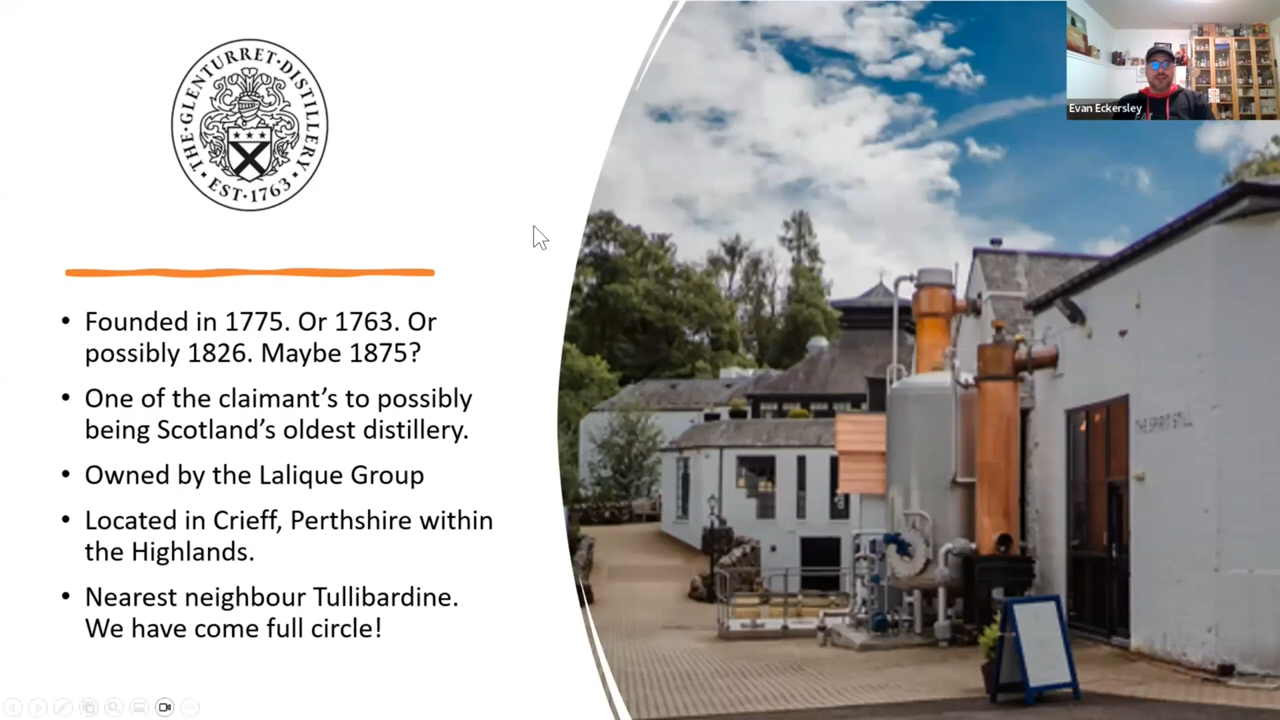 THE·GLENTURRET·DISTILLERY
• EST·1763 •
• Founded in 1775. Or 1763. Or
possibly 1826. Maybe 1875?
• One of the claimant’s to possibly
being Scotland’s oldest distillery.
• Owned by the Lalique Group
• Located in Crieff, Perthshire within
the Highlands.
• Nearest neighbour Tullibardine.
We have come full circle!
Evan Eckersley
THE SPIRIT STILL